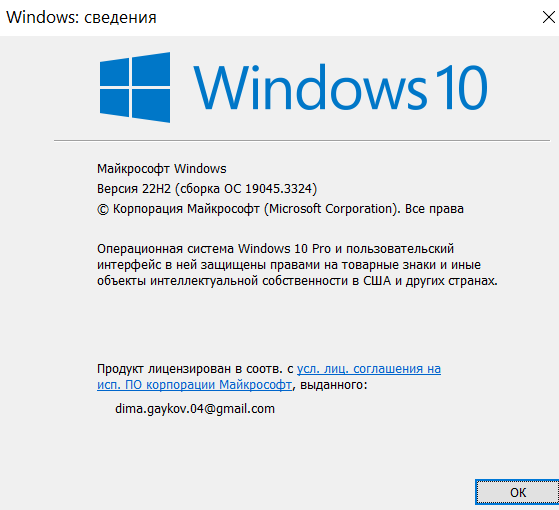 Windows: сведения
Windows 10
Майкрософт Windows
Версия 22H2 (сборка ОС 19045.3324)
© Корпорация Майкрософт (Microsoft Corporation). Все права
Операционная система Windows 10 Pro и пользовательский
интерфейс в ней защищены правами на товарные знаки и иные
объекты интеллектуальной собственности в США и других странах.
Продукт лицензирован в соотв. с усл. лиц. соглашения на
исп. ПО корпорации Майкрософт, выданного:
dima.gaykov.04@gmail.com
ОК